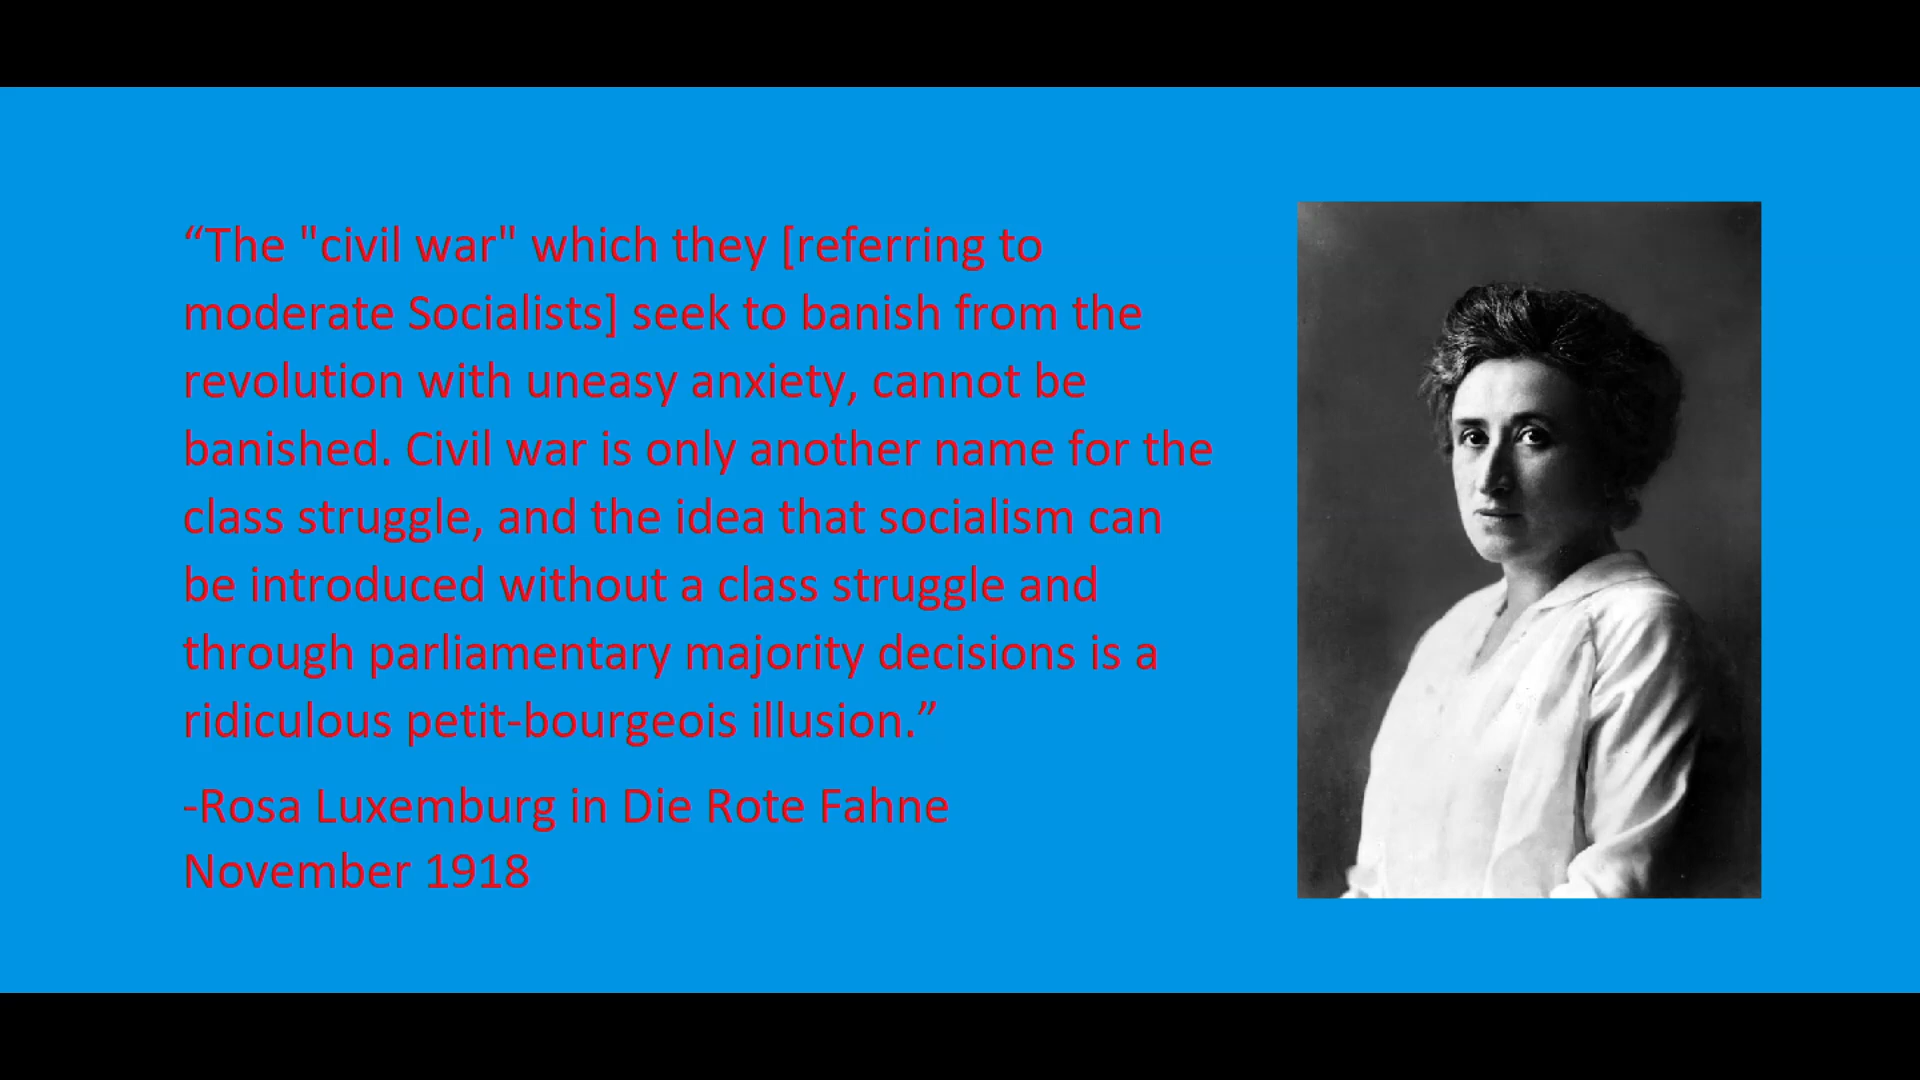 “The "civil war" which they [referring to
moderate Socialists] seek to banish from the
revolution with uneasy anxiety, cannot be
banished. Civil war is only another name for the
class struggle, and the idea that socialism can
be introduced without a class struggle and
through parliamentary majority decisions is a
ridiculous petit-bourgeois illusion.”
-Rosa Luxemburg in Die Rote Fahne
November 1918